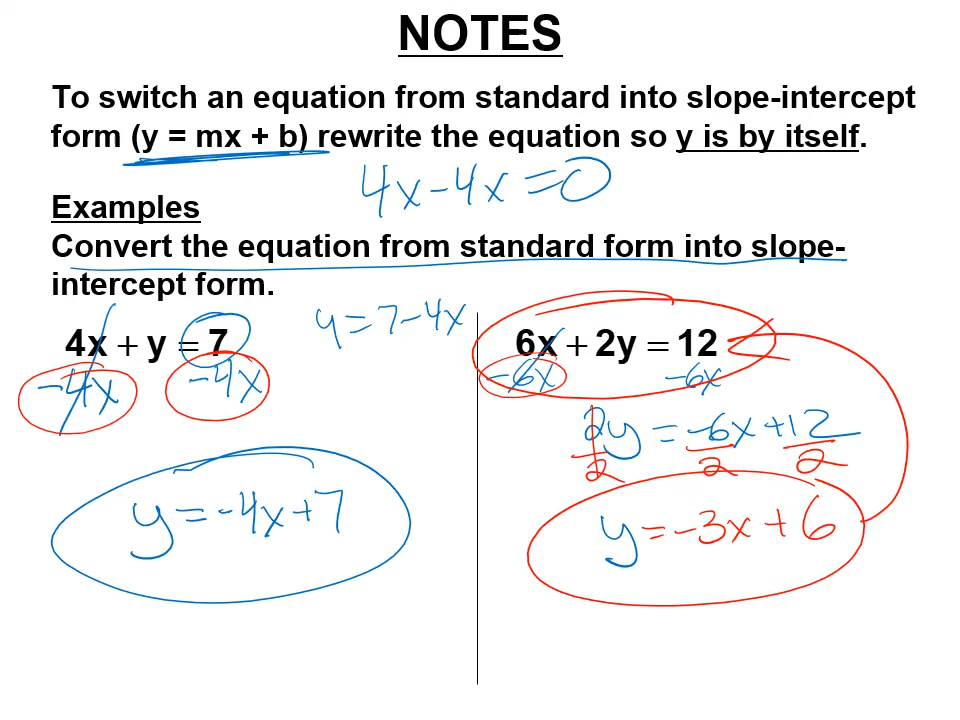 NOTES
To switch an equation from standard into slope-intercept
form (y = mx + b) rewrite the equation so y is by itself.
4x - 4x = 0
Examples
Convert the equation from standard form into slope-
intercept form.
y = 7 - 4x
4x + y = 7
-4x -4x
y = -4x + 7
6x + 2y = 12
-6x -6x
2y = -6x + 12
2 2 2
y = -3x + 6